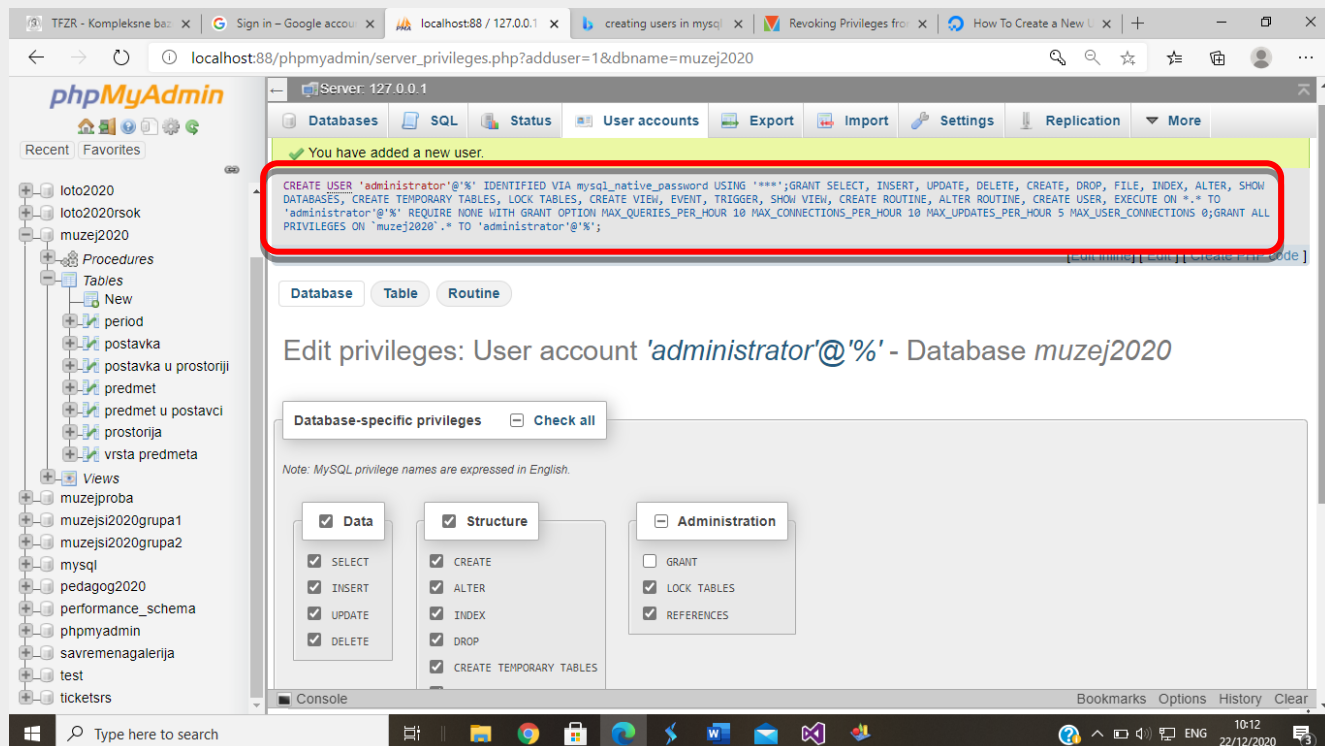 TFZR - Kompleksne baz
Sign in – Google accou
localhost:88 / 127.0.0.1
creating users in mysql
Revoking Privileges fro
How To Create a New U
localhost:88/phpmyadmin/server_privileges.php?adduser=1&dbname=muzej2020
phpMyAdmin
Recent Favorites
loto2020
loto2020rsok
muzej2020
Procedures
Tables
New
period
postavka
postavka u prostoriji
predmet
predmet u postavci
prostorija
vrsta predmeta
Views
muzejproba
muzejsi2020grupa1
muzejsi2020grupa2
mysql
pedagog2020
performance_schema
phpmyadmin
savremenagalerija
test
ticketsrs
Server: 127.0.0.1
Databases SQL Status User accounts Export Import Settings Replication More
You have added a new user.
CREATE USER 'administrator'@'%' IDENTIFIED VIA mysql_native_password USING '***';GRANT SELECT, INSERT, UPDATE, DELETE, CREATE, DROP, FILE, INDEX, ALTER, SHOW
DATABASES, CREATE TEMPORARY TABLES, LOCK TABLES, CREATE VIEW, EVENT, TRIGGER, SHOW VIEW, CREATE ROUTINE, ALTER ROUTINE, CREATE USER, EXECUTE ON *.* TO
'administrator'@'%' REQUIRE NONE WITH GRANT OPTION MAX_QUERIES_PER_HOUR 10 MAX_CONNECTIONS_PER_HOUR 10 MAX_UPDATES_PER_HOUR 5 MAX_USER_CONNECTIONS 0;GRANT ALL
PRIVILEGES ON `muzej2020`.* TO 'administrator'@'%';
[Edit inline] [ Edit ] [ Create PHP code ]
Database Table Routine
Edit privileges: User account 'administrator'@'%' - Database muzej2020
Database-specific privileges Check all
Note: MySQL privilege names are expressed in English.
Data
SELECT
INSERT
UPDATE
DELETE
Structure
CREATE
ALTER
INDEX
DROP
CREATE TEMPORARY TABLES
Administration
GRANT
LOCK TABLES
REFERENCES
Console
Bookmarks Options History Clear
Type here to search
ENG
10:12
22/12/2020
3